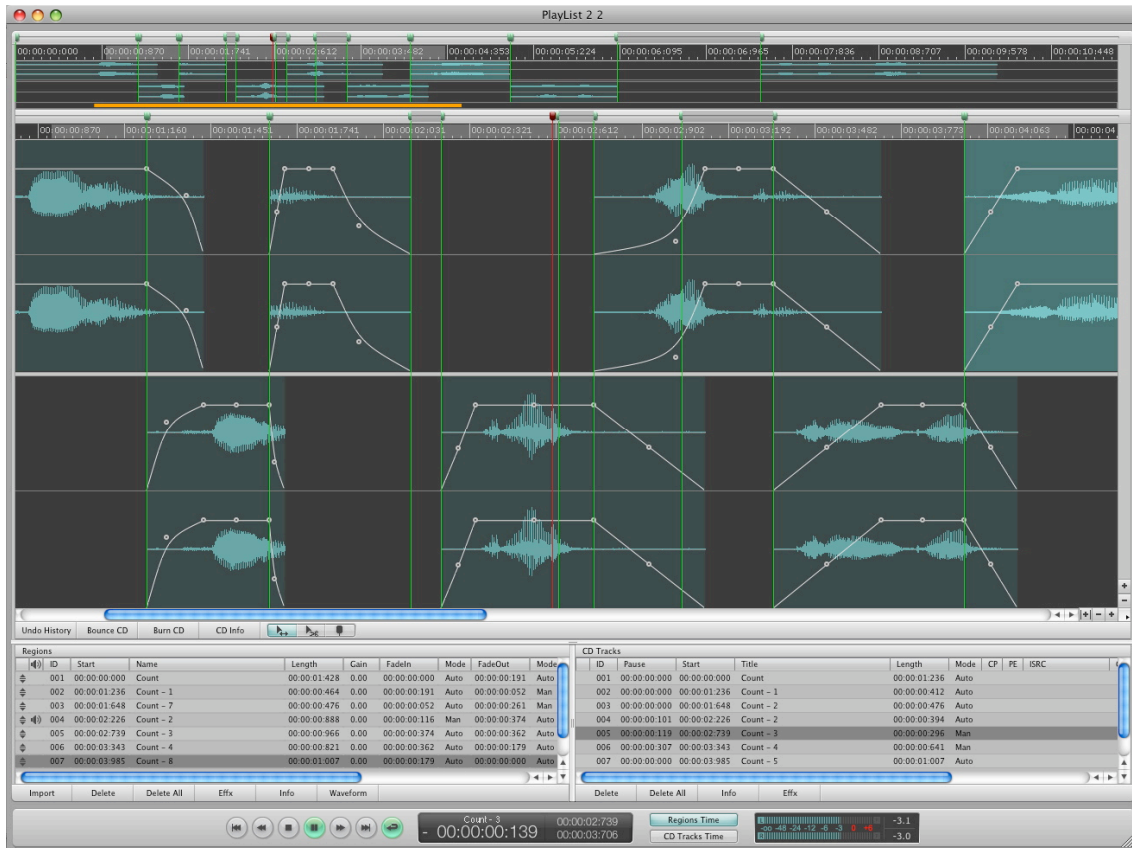 PlayList 2 2
00:00:00:000 00:00:00:870 00:00:01:741 00:00:02:612 00:00:03:482 00:00:04:353 00:00:05:224 00:00:06:095 00:00:06:965 00:00:07:836 00:00:08:707 00:00:09:578 00:00:10:448
00:00:00:870 00:00:01:160 00:00:01:451 00:00:01:741 00:00:02:031 00:00:02:321 00:00:02:612 00:00:02:902 00:00:03:192 00:00:03:482 00:00:03:773 00:00:04:063 00:00:04
Undo History Bounce CD Burn CD CD Info
Regions
ID Start Name Length Gain FadeIn Mode FadeOut Mode
001 00:00:00:000 Count 00:00:01:428 0.00 00:00:00:000 Auto 00:00:00:191 Auto
002 00:00:01:236 Count - 1 00:00:00:464 0.00 00:00:00:191 Auto 00:00:00:052 Man
003 00:00:01:648 Count - 7 00:00:00:476 0.00 00:00:00:052 Auto 00:00:00:261 Man
004 00:00:02:226 Count - 2 00:00:00:888 0.00 00:00:00:116 Man 00:00:00:374 Auto
005 00:00:02:739 Count - 3 00:00:00:966 0.00 00:00:00:374 Auto 00:00:00:362 Auto
006 00:00:03:343 Count - 4 00:00:00:821 0.00 00:00:00:362 Auto 00:00:00:179 Auto
007 00:00:03:985 Count - 8 00:00:01:007 0.00 00:00:00:179 Auto 00:00:00:000 Auto
Import Delete Delete All Effx Info Waveform
CD Tracks
ID Pause Start Title Length Mode CP PE ISRC
001 00:00:00:000 00:00:00:000 Count 00:00:01:236 Auto
002 00:00:00:000 00:00:01:236 Count - 1 00:00:00:412 Auto
003 00:00:00:000 00:00:01:648 Count - 2 00:00:00:476 Auto
004 00:00:00:101 00:00:02:226 Count - 2 00:00:00:394 Auto
005 00:00:00:119 00:00:02:739 Count - 3 00:00:00:296 Man
006 00:00:00:307 00:00:03:343 Count - 4 00:00:00:641 Man
007 00:00:00:000 00:00:03:985 Count - 5 00:00:01:007 Auto
Delete Delete All Info Effx
Count - 3
- 00:00:00:139
00:00:02:739
00:00:03:706
Regions Time
CD Tracks Time
L
-oo -48 -24 -12 -6 -3 0 +6
R
-3.1
-3.0